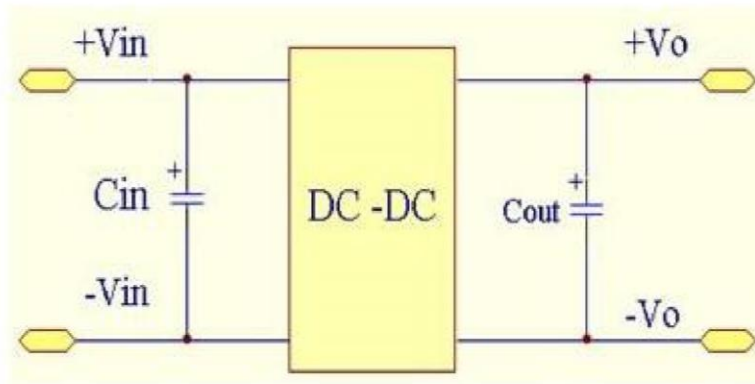 +Vin
+Vo
+
Cin
DC -DC
+
Cout
-Vin
-Vo